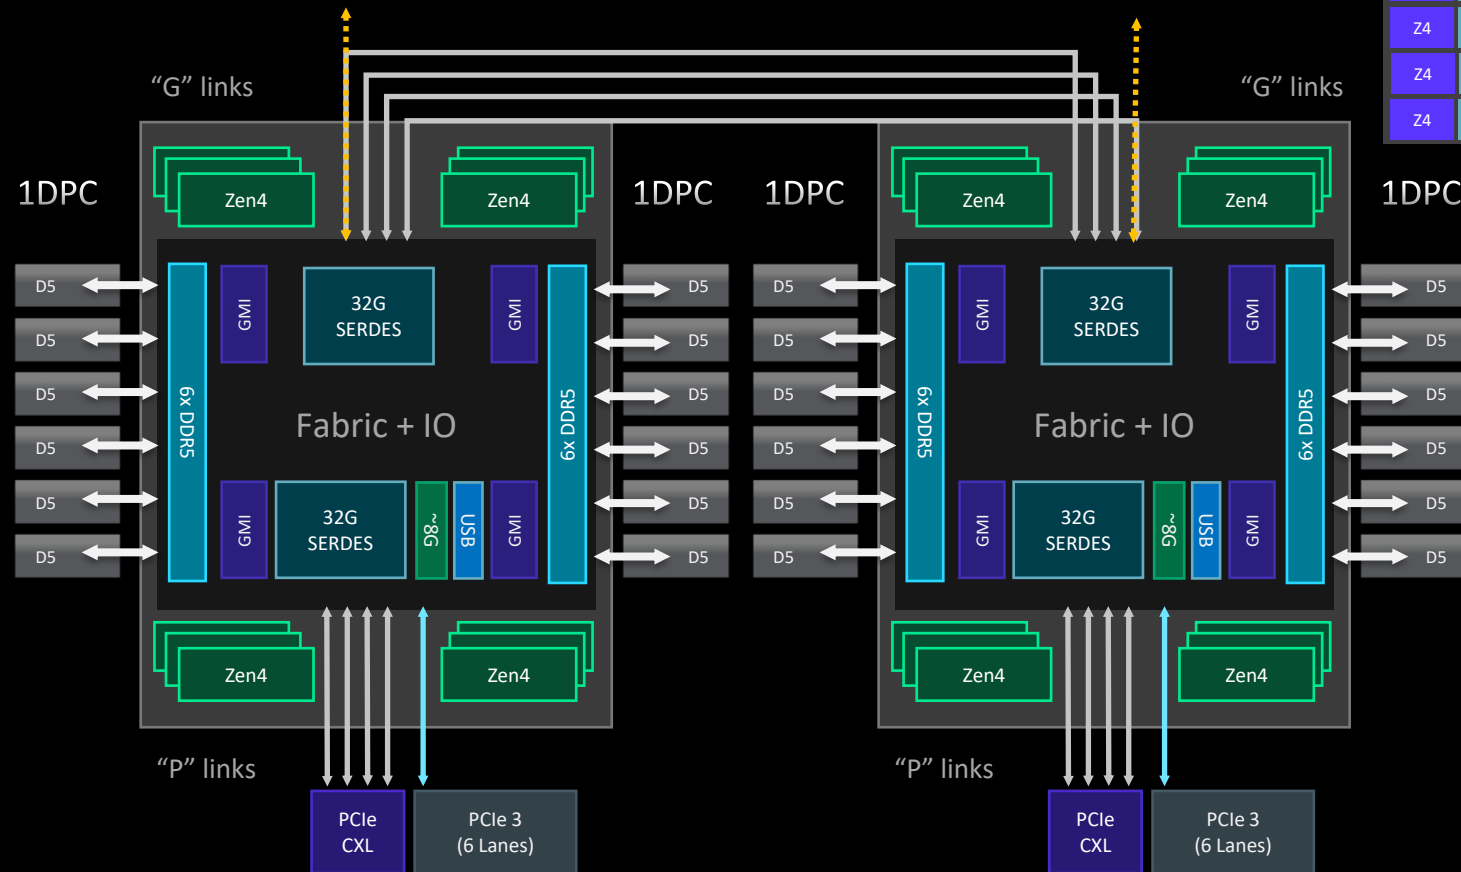 Z4
Z4
Z4
"G" links
"G" links
1DPC
1DPC
1DPC
1DPC
Zen4
Zen4
Zen4
Zen4
D5
D5
D5
D5
D5
D5
6x DDR5
GMI
32G
SERDES
GMI
6x DDR5
Fabric + IO
GMI
32G
SERDES
~8G
USB
GMI
D5
D5
D5
D5
D5
D5
D5
D5
D5
D5
D5
D5
6x DDR5
GMI
32G
SERDES
GMI
6x DDR5
Fabric + IO
GMI
32G
SERDES
~8G
USB
GMI
D5
D5
D5
D5
D5
D5
Zen4
Zen4
Zen4
Zen4
"P" links
"P" links
PCIe
CXL
PCIe 3
(6 Lanes)
PCIe
CXL
PCIe 3
(6 Lanes)